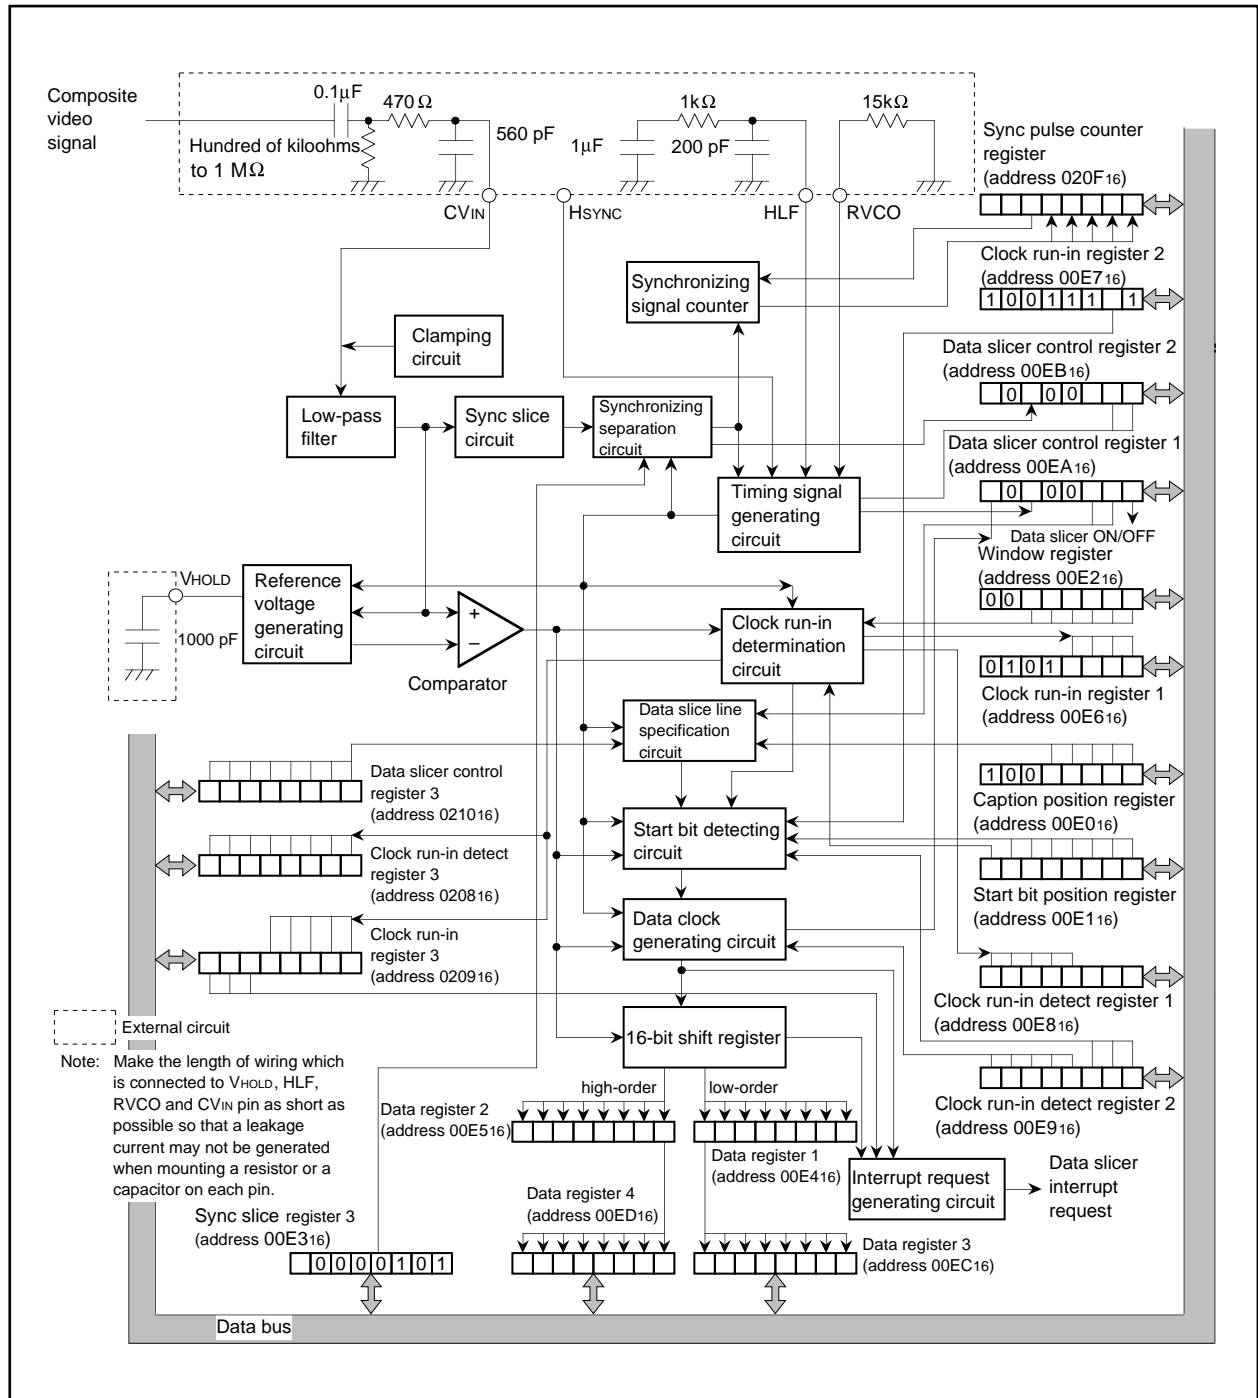 Composite
video
signal
0.1µF
470Ω
560 pF
Hundred of kiloohms
to 1 MΩ
1µF
1kΩ
200 pF
15kΩ
CVIN
HSYNC
HLF
RVCO
Sync pulse counter
register
(address 020F16)
Synchronizing
signal counter
Clock run-in register 2
(address 00E716)
1 0 0 1 1 1 1
Clamping
circuit
Data slicer control register 2
(address 00EB16)
0 0 0
Low-pass
filter
Sync slice
circuit
Synchronizing
separation
circuit
Data slicer control register 1
(address 00EA16)
0 0 0
Timing signal
generating
circuit
Data slicer ON/OFF
Window register
(address 00E216)
0 0
VHOLD
1000 pF
Reference
voltage
generating
circuit
+
−
Comparator
Clock run-in
determination
circuit
0 1 0 1
Clock run-in register 1
(address 00E616)
Data slice line
specification
circuit
1 0 0
Caption position register
(address 00E016)
Data slicer control
register 3
(address 021016)
Start bit detecting
circuit
Clock run-in detect
register 3
(address 020816)
Start bit position register
(address 00E116)
Data clock
generating circuit
Clock run-in
register 3
(address 020916)
Clock run-in detect register 1
(address 00E816)
External circuit
16-bit shift register
Note: Make the length of wiring which
is connected to VHOLD, HLF,
RVCO and CVIN pin as short as
possible so that a leakage
current may not be generated
when mounting a resistor or a
capacitor on each pin.
high-order
low-order
Clock run-in detect register 2
(address 00E916)
Data register 2
(address 00E516)
Data register 1
(address 00E416)
Interrupt request
generating circuit
Data slicer
interrupt
request
Data register 4
(address 00ED16)
Sync slice register 3
(address 00E316)
0 0 0 0 1 0 1
Data register 3
(address 00EC16)
Data bus